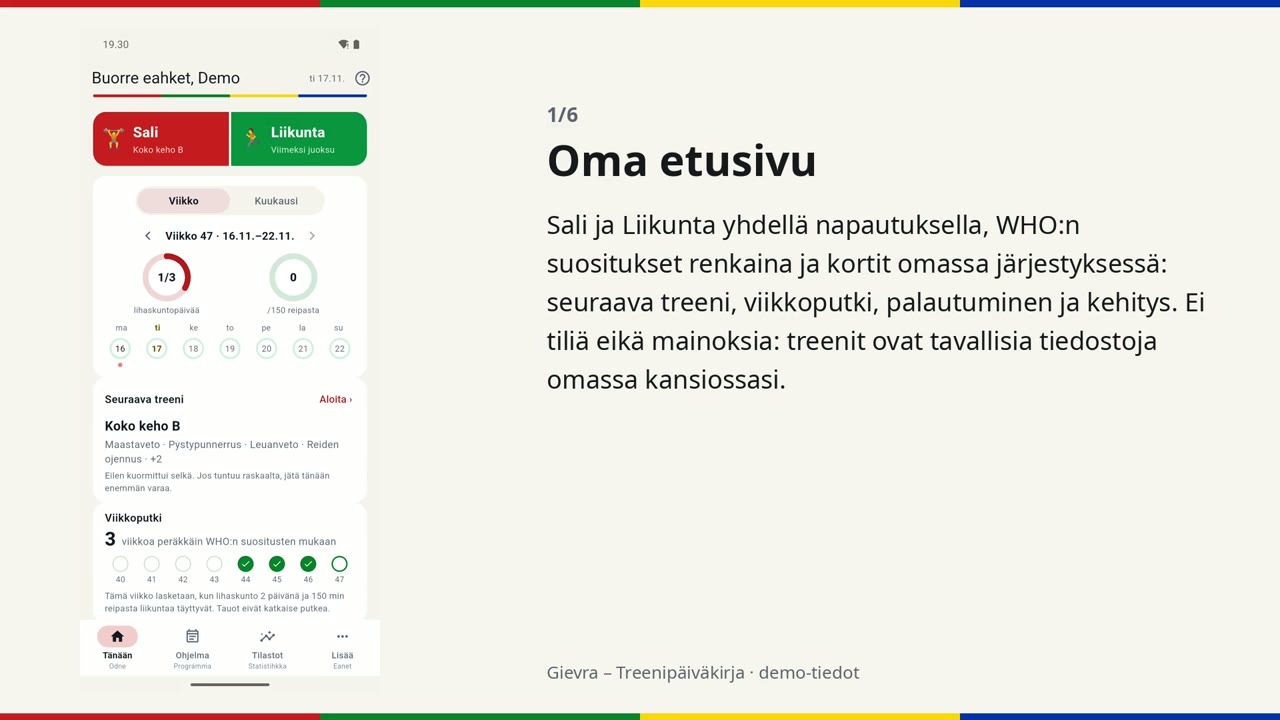 19.30
Buorre eahket, Demo
ti 17.11.
Sali
Koko keho B
Liikunta
Viimeksi juoksu
Viikko
Kuukausi
Viikko 47 · 16.11.–22.11.
1/3
0
lihaskuntopäivää
/150 reipasta
ma ti ke to pe la su
16 17 18 19 20 21 22
Seuraava treeni
Aloita ›
Koko keho B
Maastaveto · Pystypunnerrus · Leuanveto · Reiden
ojennus · +2
Eilen kuormittui selkä. Jos tuntuu raskaalta, jätä tänään
enemmän varaa.
Viikkoputki
3 viikkoa peräkkäin WHO:n suositusten mukaan
40 41 42 43 44 45 46 47
Tämä viikko lasketaan, kun lihaskunto 2 päivänä ja 150 min
reipasta liikuntaa täyttyvät. Tauot eivät katkaise putkea.
Tänään
Odne
Ohjelma
Prográmma
Tilastot
Statistihkka
Lisää
Eanet
1/6
Oma etusivu
Sali ja Liikunta yhdellä napautuksella, WHO:n
suositukset renkaina ja kortit omassa järjestyksessä:
seuraava treeni, viikkoputki, palautuminen ja kehitys. Ei
tiliä eikä mainoksia: treenit ovat tavallisia tiedostoja
omassa kansiossasi.
Gievra – Treenipäiväkirja · demo-tiedot